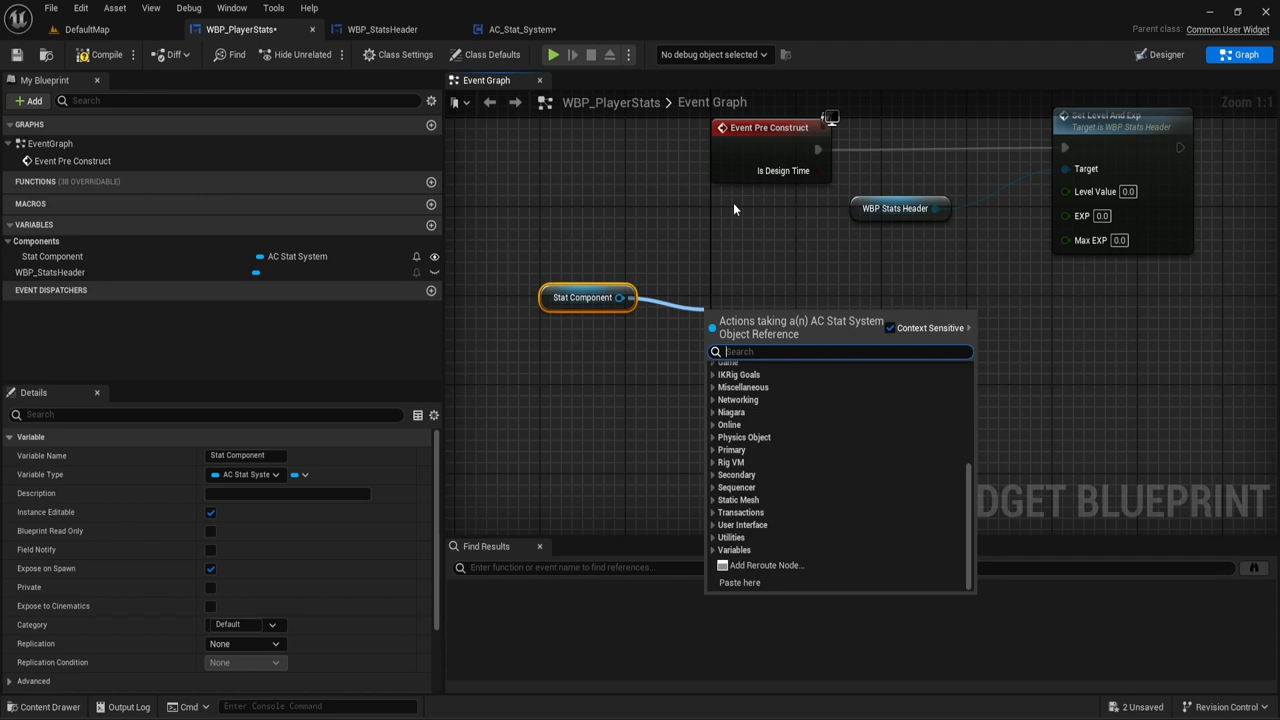 File Edit Asset View Debug Window Tools Help
DefaultMap WBP_PlayerStats• WBP_StatsHeader AC_Stat_System• Parent class: Common User Widget
Compile Diff Find Hide Unrelated Class Settings Class Defaults No debug object selected Designer Graph
My Blueprint Event Graph
Add Search WBP_PlayerStats > Event Graph Zoom 1:1
GRAPHS
EventGraph
Event Pre Construct
FUNCTIONS (38 OVERRIDABLE)
MACROS
VARIABLES
Components
Stat Component AC Stat System
WBP_StatsHeader
EVENT DISPATCHERS
Event Pre Construct
Is Design Time
WBP Stats Header
Set Level And Exp
Target is WBP Stats Header
Target
Level Value 0.0
EXP 0.0
Max EXP 0.0
Stat Component
Actions taking a(n) AC Stat System
Object Reference
Context Sensitive
Search
Game
IKRig Goals
Miscellaneous
Networking
Niagara
Online
Physics Object
Primary
Rig VM
Secondary
Sequencer
Static Mesh
Transactions
User Interface
Utilities
Variables
Add Reroute Node...
Paste here
DGET BLUEPRINT
Details
Search
Variable
Variable Name Stat Component
Variable Type AC Stat Syste
Description
Instance Editable
Blueprint Read Only
Field Notify
Expose on Spawn
Private
Expose to Cinematics
Category Default
Replication None
Replication Condition None
Advanced
Find Results
Enter function or event name to find references...
Content Drawer Output Log Cmd Enter Console Command 2 Unsaved Revision Control